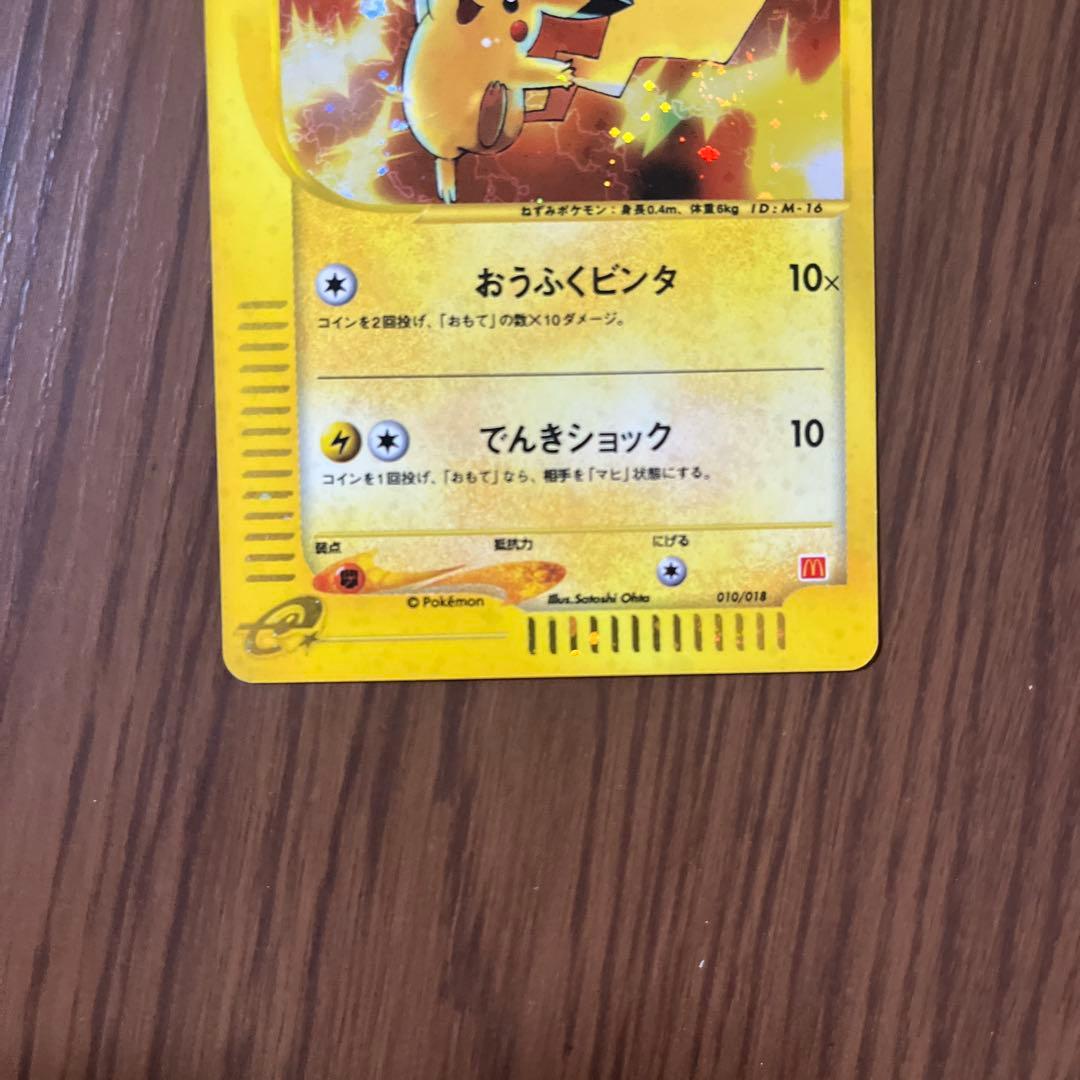 ねずみポケモン：身長0.4m、体重6kg ID:M-16
おうふくビンタ 10×
コインを2回投げ、「おもて」の数×10ダメージ。
でんきショック 10
コインを1回投げ、「おもて」なら、相手を「マヒ」状態にする。
弱点 抵抗力 にげる
©Pokémon Illus.Satoshi Ohta 010/018
e